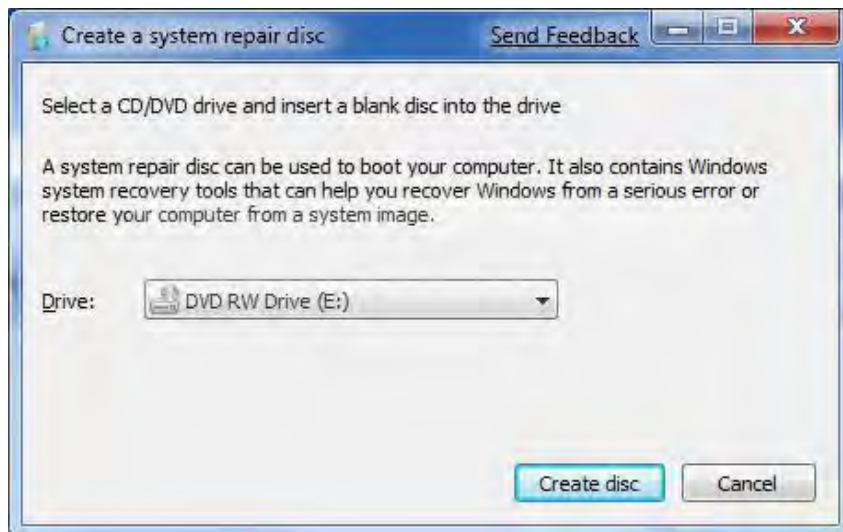 Create a system repair disc
Send Feedback
Select a CD/DVD drive and insert a blank disc into the drive
A system repair disc can be used to boot your computer. It also contains Windows
system recovery tools that can help you recover Windows from a serious error or
restore your computer from a system image.
Drive:
DVD RW Drive (E:)
Create disc
Cancel